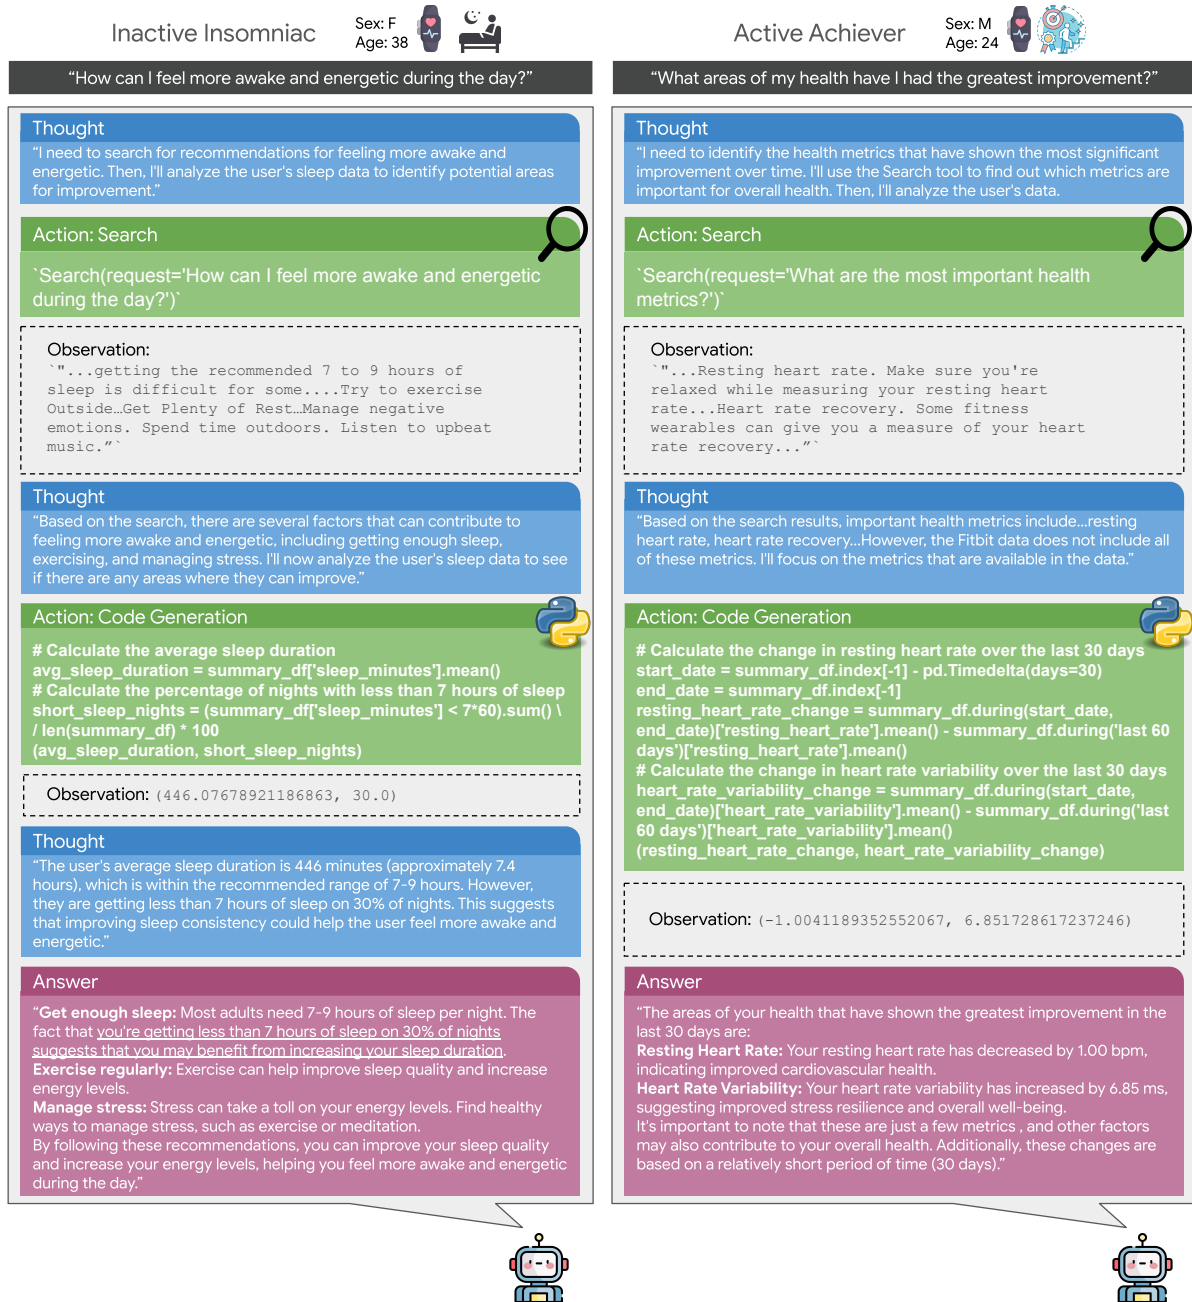 Inactive Insomniac
Sex: F
Age: 38
“How can I feel more awake and energetic during the day?”
Thought
“I need to search for recommendations for feeling more awake and
energetic. Then, I'll analyze the user's sleep data to identify potential areas
for improvement.”
Action: Search
`Search(request='How can I feel more awake and energetic
during the day?')`
Observation:
`"...getting the recommended 7 to 9 hours of
sleep is difficult for some....Try to exercise
Outside…Get Plenty of Rest…Manage negative
emotions. Spend time outdoors. Listen to upbeat
music.”`
Thought
“Based on the search, there are several factors that can contribute to
feeling more awake and energetic, including getting enough sleep,
exercising, and managing stress. I'll now analyze the user's sleep data to see
if there are any areas where they can improve.”
Action: Code Generation
# Calculate the average sleep duration
avg_sleep_duration = summary_df['sleep_minutes'].mean()
# Calculate the percentage of nights with less than 7 hours of sleep
short_sleep_nights = (summary_df['sleep_minutes'] < 7*60).sum() \
/ len(summary_df) * 100
(avg_sleep_duration, short_sleep_nights)
Observation: (446.07678921186863, 30.0)
Thought
“The user's average sleep duration is 446 minutes (approximately 7.4
hours), which is within the recommended range of 7-9 hours. However,
they are getting less than 7 hours of sleep on 30% of nights. This suggests
that improving sleep consistency could help the user feel more awake and
energetic.”
Answer
“Get enough sleep: Most adults need 7-9 hours of sleep per night. The
fact that you're getting less than 7 hours of sleep on 30% of nights
suggests that you may benefit from increasing your sleep duration.
Exercise regularly: Exercise can help improve sleep quality and increase
energy levels.
Manage stress: Stress can take a toll on your energy levels. Find healthy
ways to manage stress, such as exercise or meditation.
By following these recommendations, you can improve your sleep quality
and increase your energy levels, helping you feel more awake and energetic
during the day.”
Active Achiever
Sex: M
Age: 24
“What areas of my health have I had the greatest improvement?”
Thought
“I need to identify the health metrics that have shown the most significant
improvement over time. I'll use the Search tool to find out which metrics are
important for overall health. Then, I'll analyze the user's data.
Action: Search
`Search(request='What are the most important health
metrics?')`
Observation:
`"...Resting heart rate. Make sure you're
relaxed while measuring your resting heart
rate...Heart rate recovery. Some fitness
wearables can give you a measure of your heart
rate recovery...”`
Thought
“Based on the search results, important health metrics include...resting
heart rate, heart rate recovery...However, the Fitbit data does not include all
of these metrics. I'll focus on the metrics that are available in the data.”
Action: Code Generation
# Calculate the change in resting heart rate over the last 30 days
start_date = summary_df.index[-1] - pd.Timedelta(days=30)
end_date = summary_df.index[-1]
resting_heart_rate_change = summary_df.during(start_date,
end_date)['resting_heart_rate'].mean() - summary_df.during('last 60
days')['resting_heart_rate'].mean()
# Calculate the change in heart rate variability over the last 30 days
heart_rate_variability_change = summary_df.during(start_date,
end_date)['heart_rate_variability'].mean() - summary_df.during('last
60 days')['heart_rate_variability'].mean()
(resting_heart_rate_change, heart_rate_variability_change)
Observation: (-1.0041189352552067, 6.851728617237246)
Answer
“The areas of your health that have shown the greatest improvement in the
last 30 days are:
Resting Heart Rate: Your resting heart rate has decreased by 1.00 bpm,
indicating improved cardiovascular health.
Heart Rate Variability: Your heart rate variability has increased by 6.85 ms,
suggesting improved stress resilience and overall well-being.
It's important to note that these are just a few metrics , and other factors
may also contribute to your overall health. Additionally, these changes are
based on a relatively short period of time (30 days).”